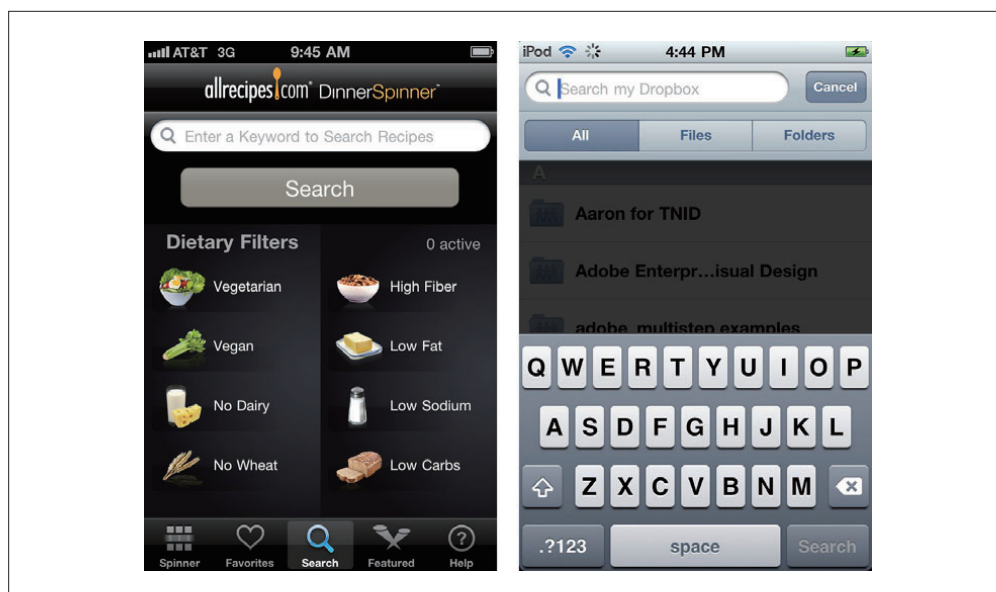 AT&T 3G 9:45 AM
allrecipes.com® DinnerSpinner™
Enter a Keyword to Search Recipes
Search
Dietary Filters 0 active
Vegetarian High Fiber
Vegan Low Fat
No Dairy Low Sodium
No Wheat Low Carbs
Spinner Favorites Search Featured Help
iPod 4:44 PM
Search my Dropbox Cancel
All Files Folders
A
Aaron for TNID
Adobe Enterpr...isual Design
adobe multistep examples
Q W E R T Y U I O P
A S D F G H J K L
Z X C V B N M
.?123 space Search